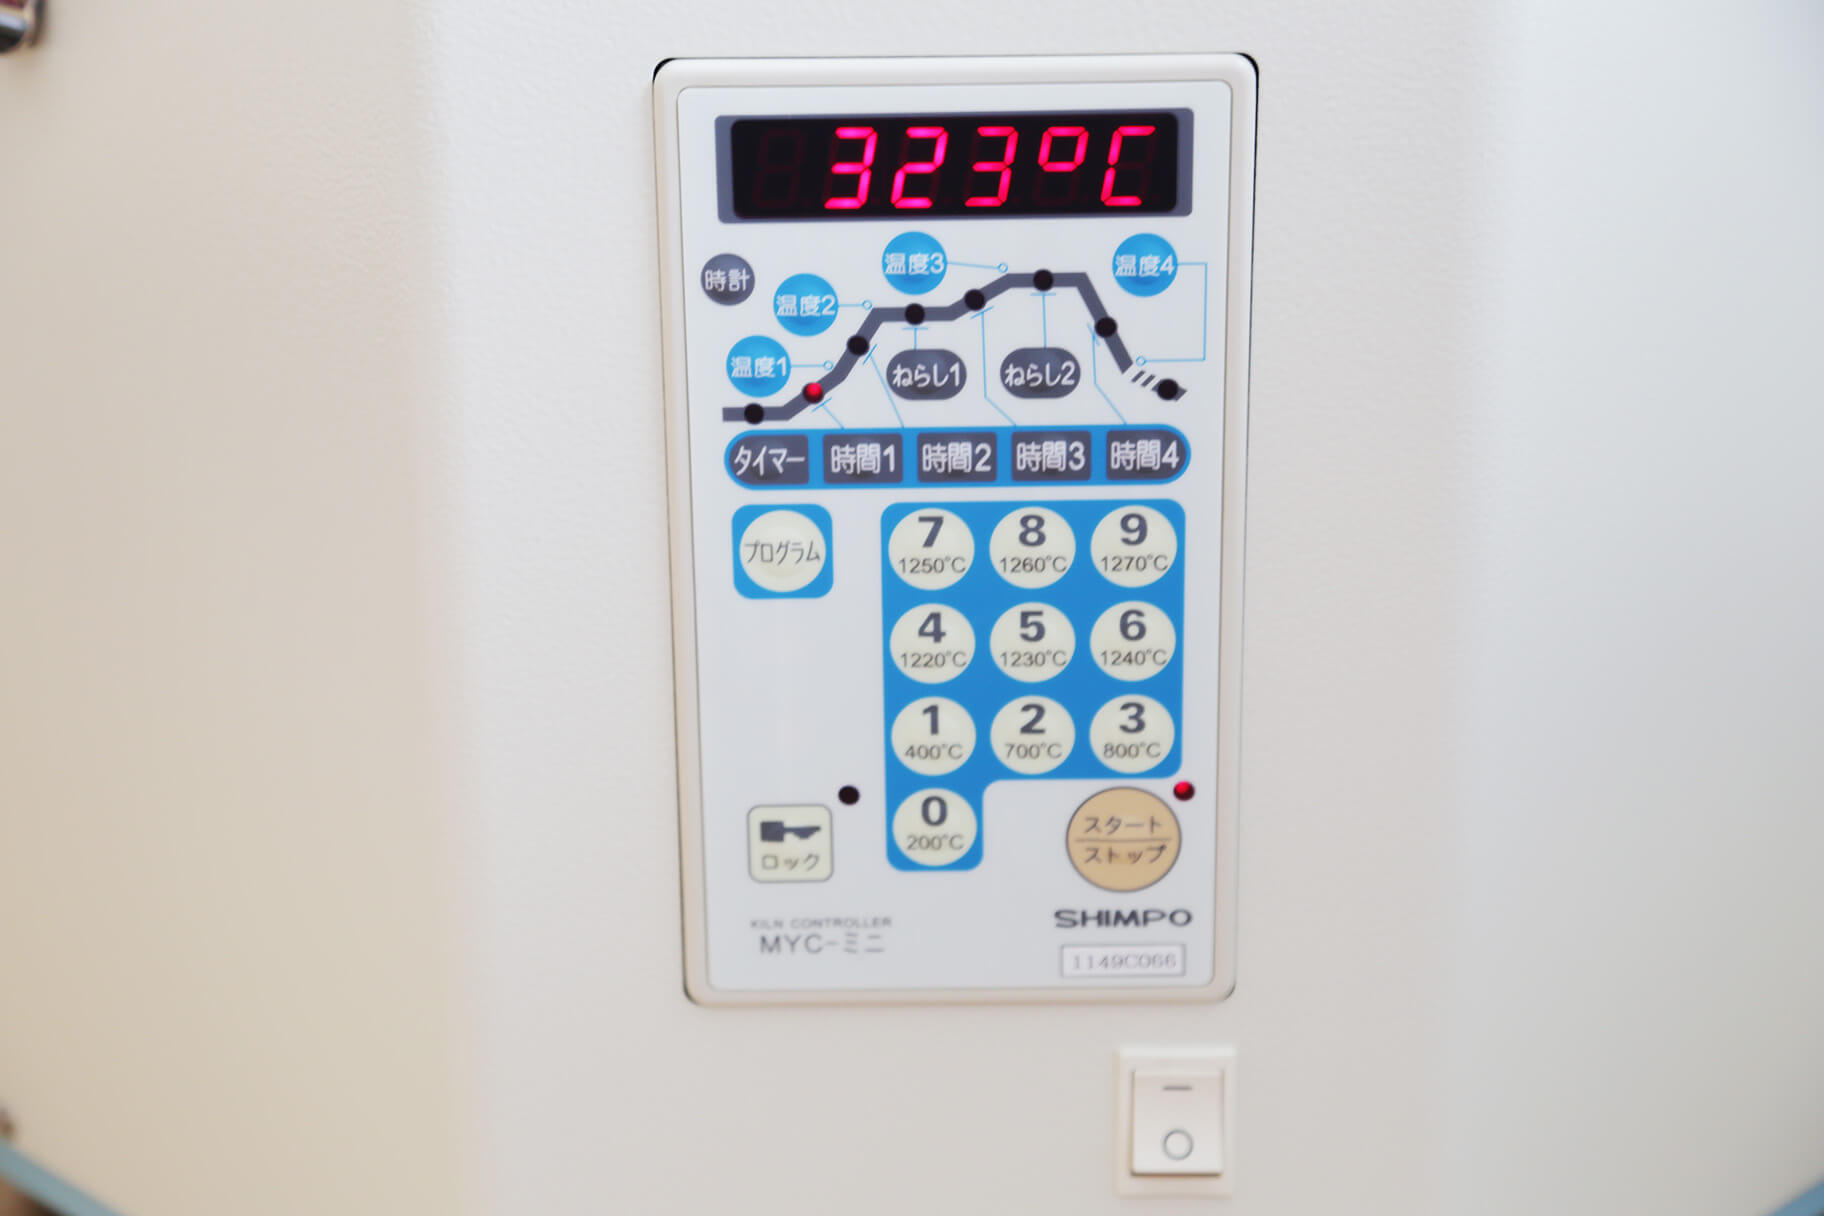 323°C
時計
温度1
温度2
温度3
温度4
ねらし1
ねらし2
タイマー
時間1
時間2
時間3
時間4
プログラム
7
1250°C
8
1260°C
9
1270°C
4
1220°C
5
1230°C
6
1240°C
1
400°C
2
700°C
3
800°C
0
200°C
ロック
スタート
ストップ
KILN CONTROLLER
MYC-ミニ
SHIMPO
1149C066